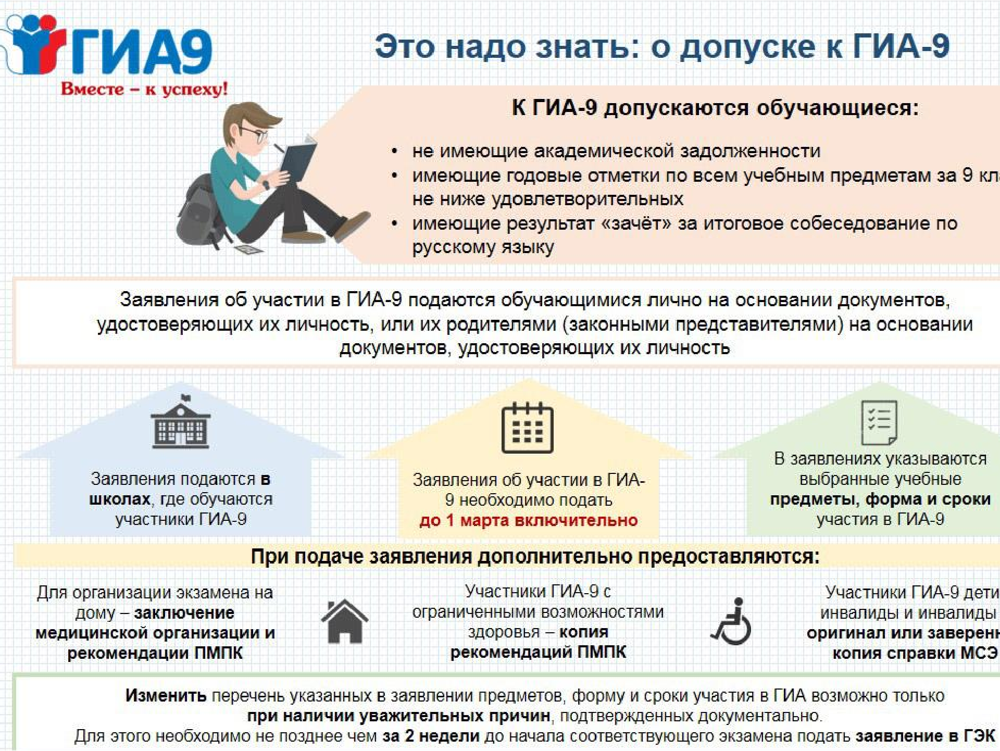 ГИА9
Вместе – к успеху!
Это надо знать: о допуске к ГИА-9
К ГИА-9 допускаются обучающиеся:
• не имеющие академической задолженности
• имеющие годовые отметки по всем учебным предметам за 9
не ниже удовлетворительных
• имеющие результат «зачёт» за итоговое собеседование по
русскому языку
Заявления об участии в ГИА-9 подаются обучающимися лично на основании документов,
удостоверяющих их личность, или их родителями (законными представителями) на основании
документов, удостоверяющих их личность
Заявления подаются в
школах, где обучаются
участники ГИА-9
Заявления об участии в ГИА-
9 необходимо подать
до 1 марта включительно
В заявлениях указываются
выбранные учебные
предметы, форма и сроки
участия в ГИА-9
При подаче заявления дополнительно предоставляются:
Для организации экзамена на
дому – заключение
медицинской организации и
рекомендации ПМПК
Участники ГИА-9 с
ограниченными возможностями
здоровья – копия
рекомендаций ПМПК
Участники ГИА-9 дети
инвалиды и инвалиды
оригинал или
копия справки МСЭ
Изменить перечень указанных в заявлении предметов, форму и сроки участия в ГИА возможно только
при наличии уважительных причин, подтвержденных документально.
Для этого необходимо не позднее чем за 2 недели до начала соответствующего экзамена подать заявление в ГЭК